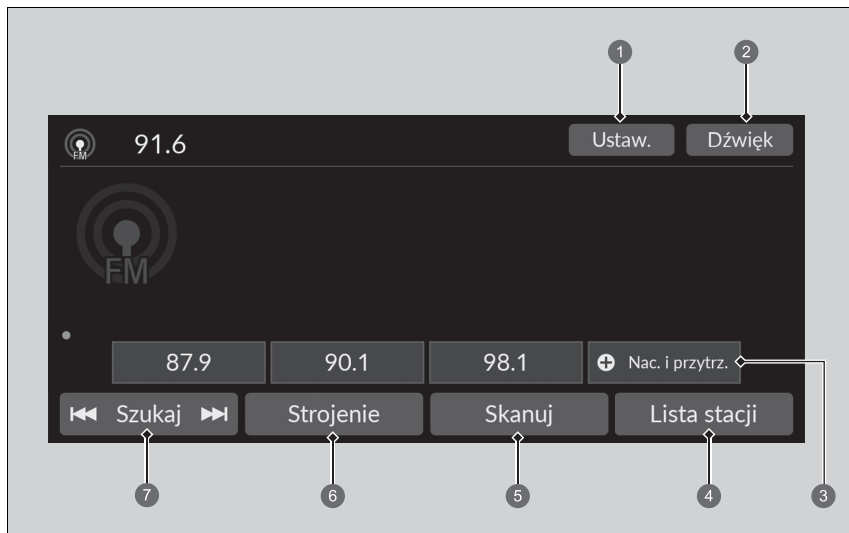 1 2
FM 91.6 Ustaw. Dźwięk
FM
87.9 90.1 98.1 Nac. i przytrz.
Szukaj Strojenie Skanuj Lista stacji
7 6 5 4 3